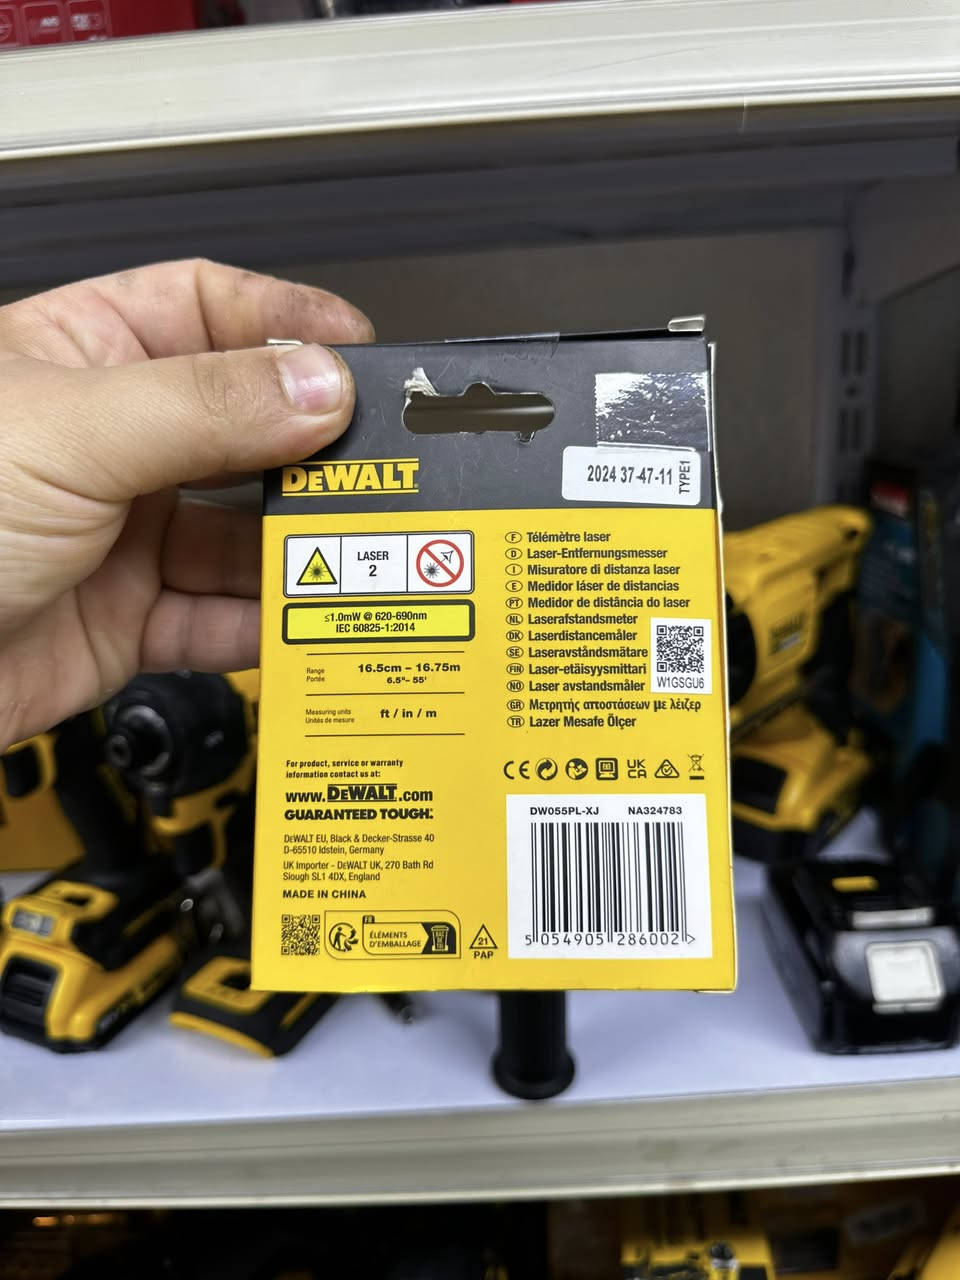 2024 37-47-11
TYPE1
DEWALT
LASER
2
≤1.0mW @ 620-690nm
IEC 60825-1:2014
Range
Portée
16.5cm – 16.75m
6.5"– 55'
Measuring units
Unités de mesure
ft / in / m
F Télémètre laser
D Laser-Entfernungsmesser
I Misuratore di distanza laser
E Medidor láser de distancias
PT Medidor de distância do laser
NL Laserafstandsmeter
DK Laserdistancemåler
SE Laseravståndsmätare
FIN Laser-etäisyysmittari
NO Laser avstandsmåler
GR Μετρητής αποστάσεων με λέιζερ
TR Lazer Mesafe Ölçer
W1GSGU6
For product, service or warranty
information contact us at:
www.DEWALT.com
GUARANTEED TOUGH.
DEWALT EU, Black & Decker-Strasse 40
D-65510 Idstein, Germany
UK Importer - DEWALT UK, 270 Bath Rd
Slough SL1 4DX, England
MADE IN CHINA
FR
ÉLÉMENTS
D'EMBALLAGE
21
PAP
CE
UK
CA
DW055PL-XJ NA324783
5 054905 286002 >